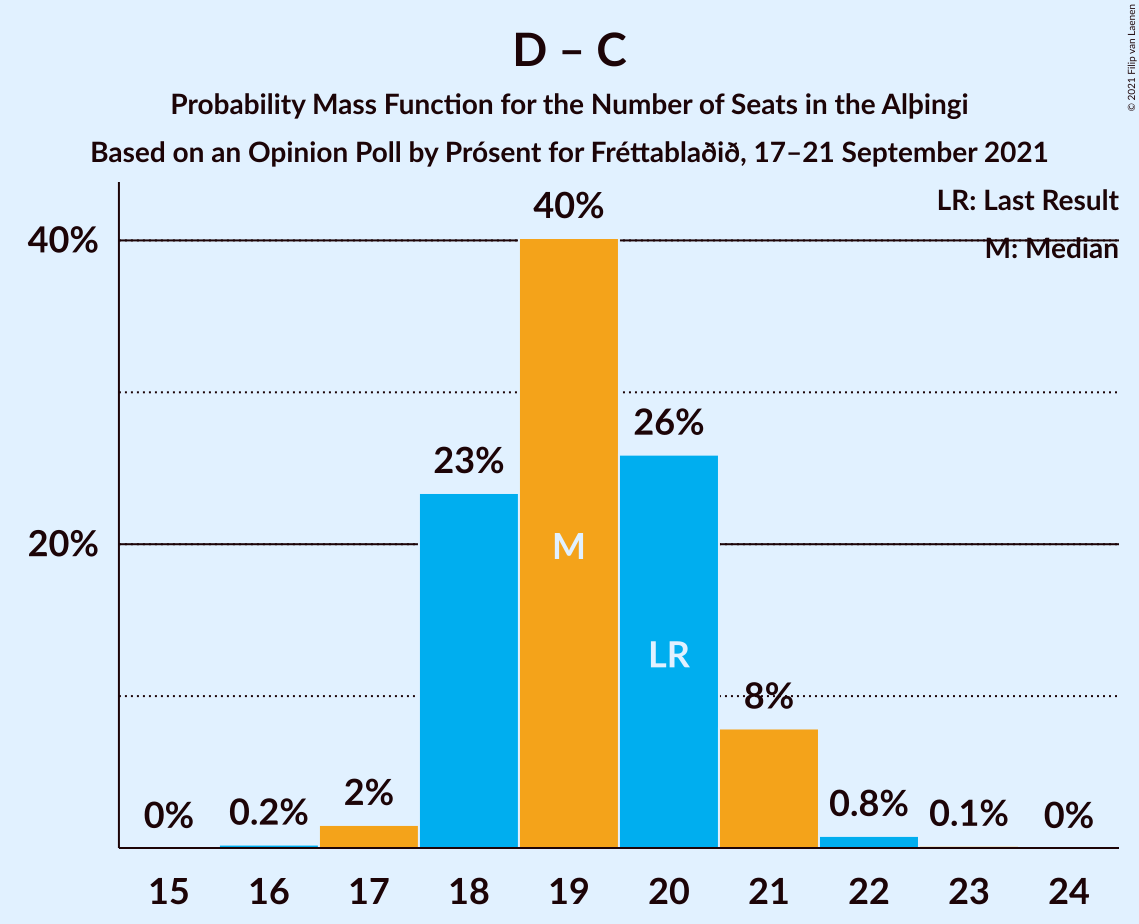 D – C
Probability Mass Function for the Number of Seats in the Alþingi
Based on an Opinion Poll by Prósent for Fréttablaðið, 17–21 September 2021
© 2021 Filip van Laenen
LR: Last Result
M: Median
40%
20%
0%
0.2%
2%
23%
40%
26%
8%
0.8%
0.1%
0%
M
LR
15 16 17 18 19 20 21 22 23 24